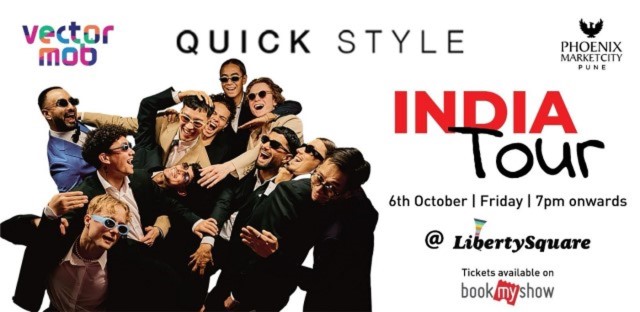 vector
mob
QUICK STYLE
PHOENIX
MARKETCITY
PUNE
INDIA
Tour
6th October | Friday | 7pm onwards
@ LibertySquare
Tickets available on
bookmyshow